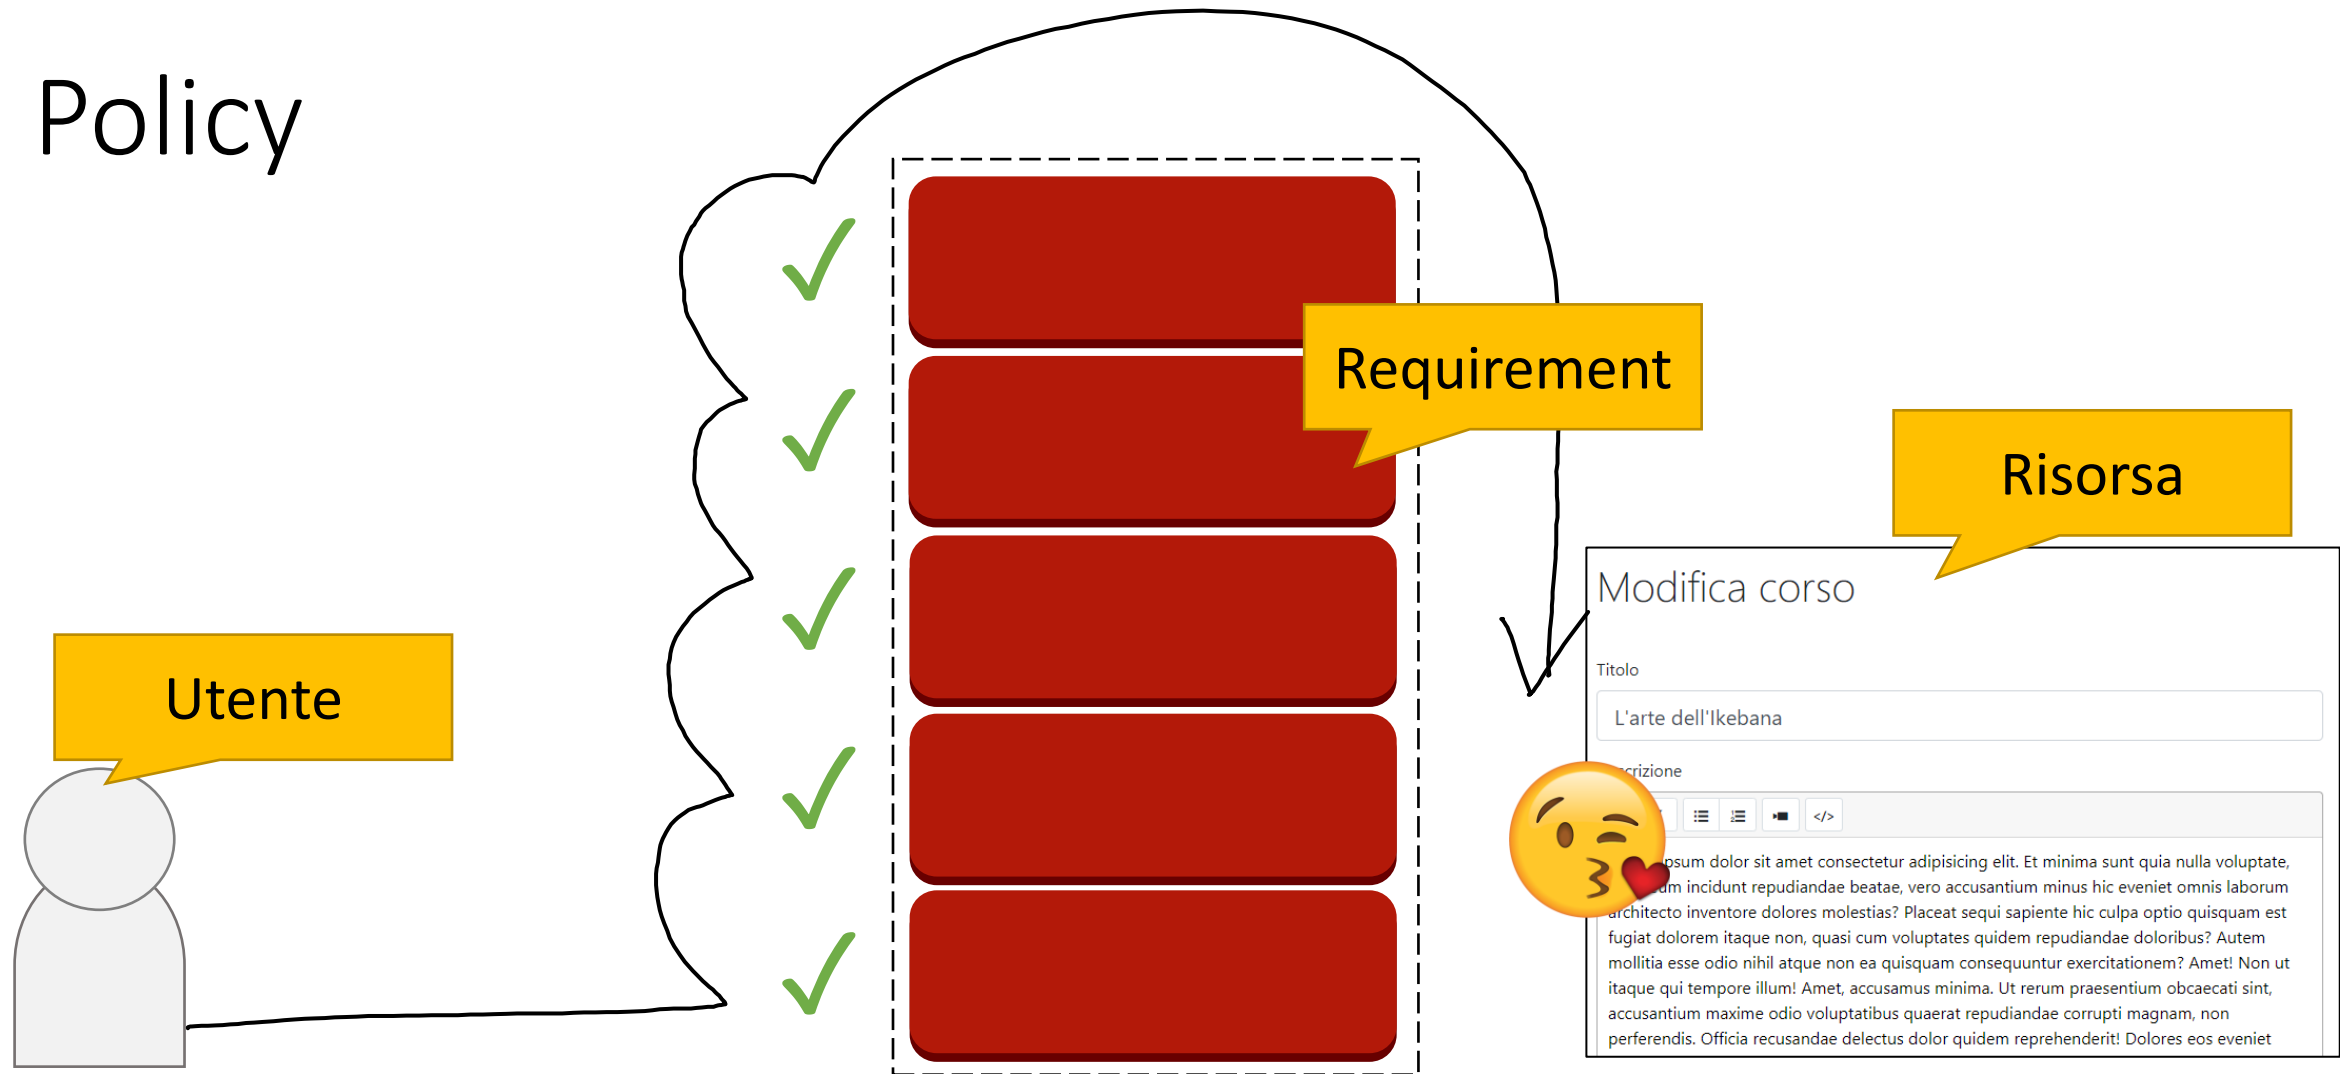 Policy
Requirement
Risorsa
Utente
Modifica corso
Titolo
L'arte dell'Ikebana
crizione
</>
psum dolor sit amet consectetur adipisicing elit. Et minima sunt quia nulla voluptate,
um incidunt repudiandae beatae, vero accusantium minus hic eveniet omnis laborum
architecto inventore dolores molestias? Placeat sequi sapiente hic culpa optio quisquam est
fugiat dolorem itaque non, quasi cum voluptates quidem repudiandae doloribus? Autem
mollitia esse odio nihil atque non ea quisquam consequuntur exercitationem? Amet! Non ut
itaque qui tempore illum! Amet, accusamus minima. Ut rerum praesentium obcaecati sint,
accusantium maxime odio voluptatibus quaerat repudiandae corrupti magnam, non
perferendis. Officia recusandae delectus dolor quidem reprehenderit! Dolores eos eveniet